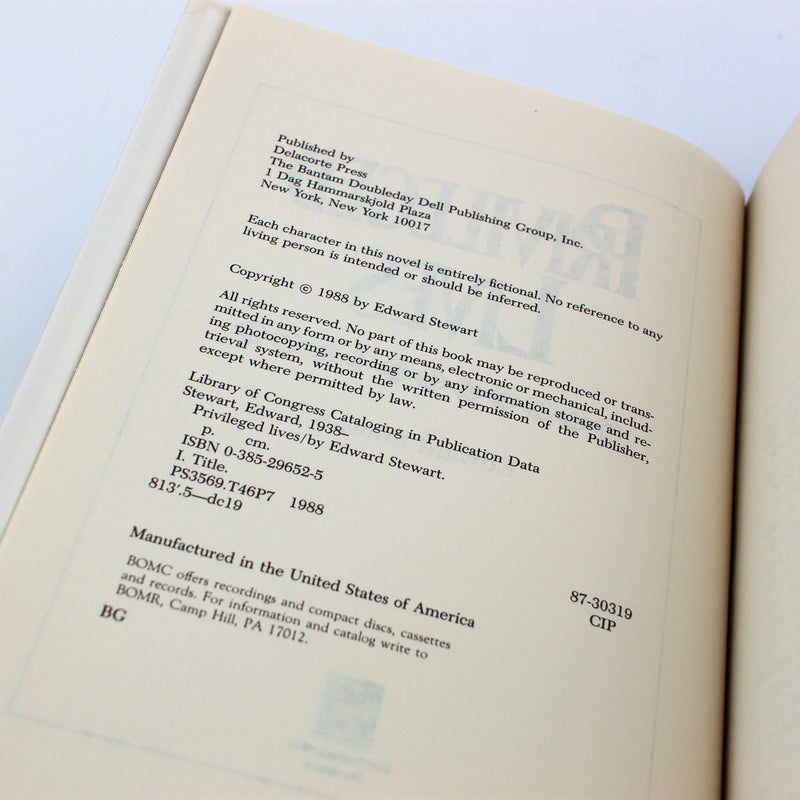 Published by
Delacorte Press
The Bantam Doubleday Dell Publishing Group, Inc.
1 Dag Hammarskjold Plaza
New York, New York 10017
Each character in this novel is entirely fictional. No reference to any
living person is intended or should be inferred.
Copyright © 1988 by Edward Stewart
All rights reserved. No part of this book may be reproduced or trans-
mitted in any form or by any means, electronic or mechanical, includ-
ing photocopying, recording or by any information storage and re-
trieval system, without the written permission of the Publisher,
except where permitted by law.
Library of Congress Cataloging in Publication Data
Stewart, Edward, 1938–
Privileged lives/by Edward Stewart.
p. cm.
ISBN 0-385-29652-5
I. Title.
PS3569.T46P7 1988
813′.5—dc19
87-30319
CIP
Manufactured in the United States of America
BOMC offers recordings and compact discs, cassettes
and records. For information and catalog write to
BOMR, Camp Hill, PA 17012.
BG